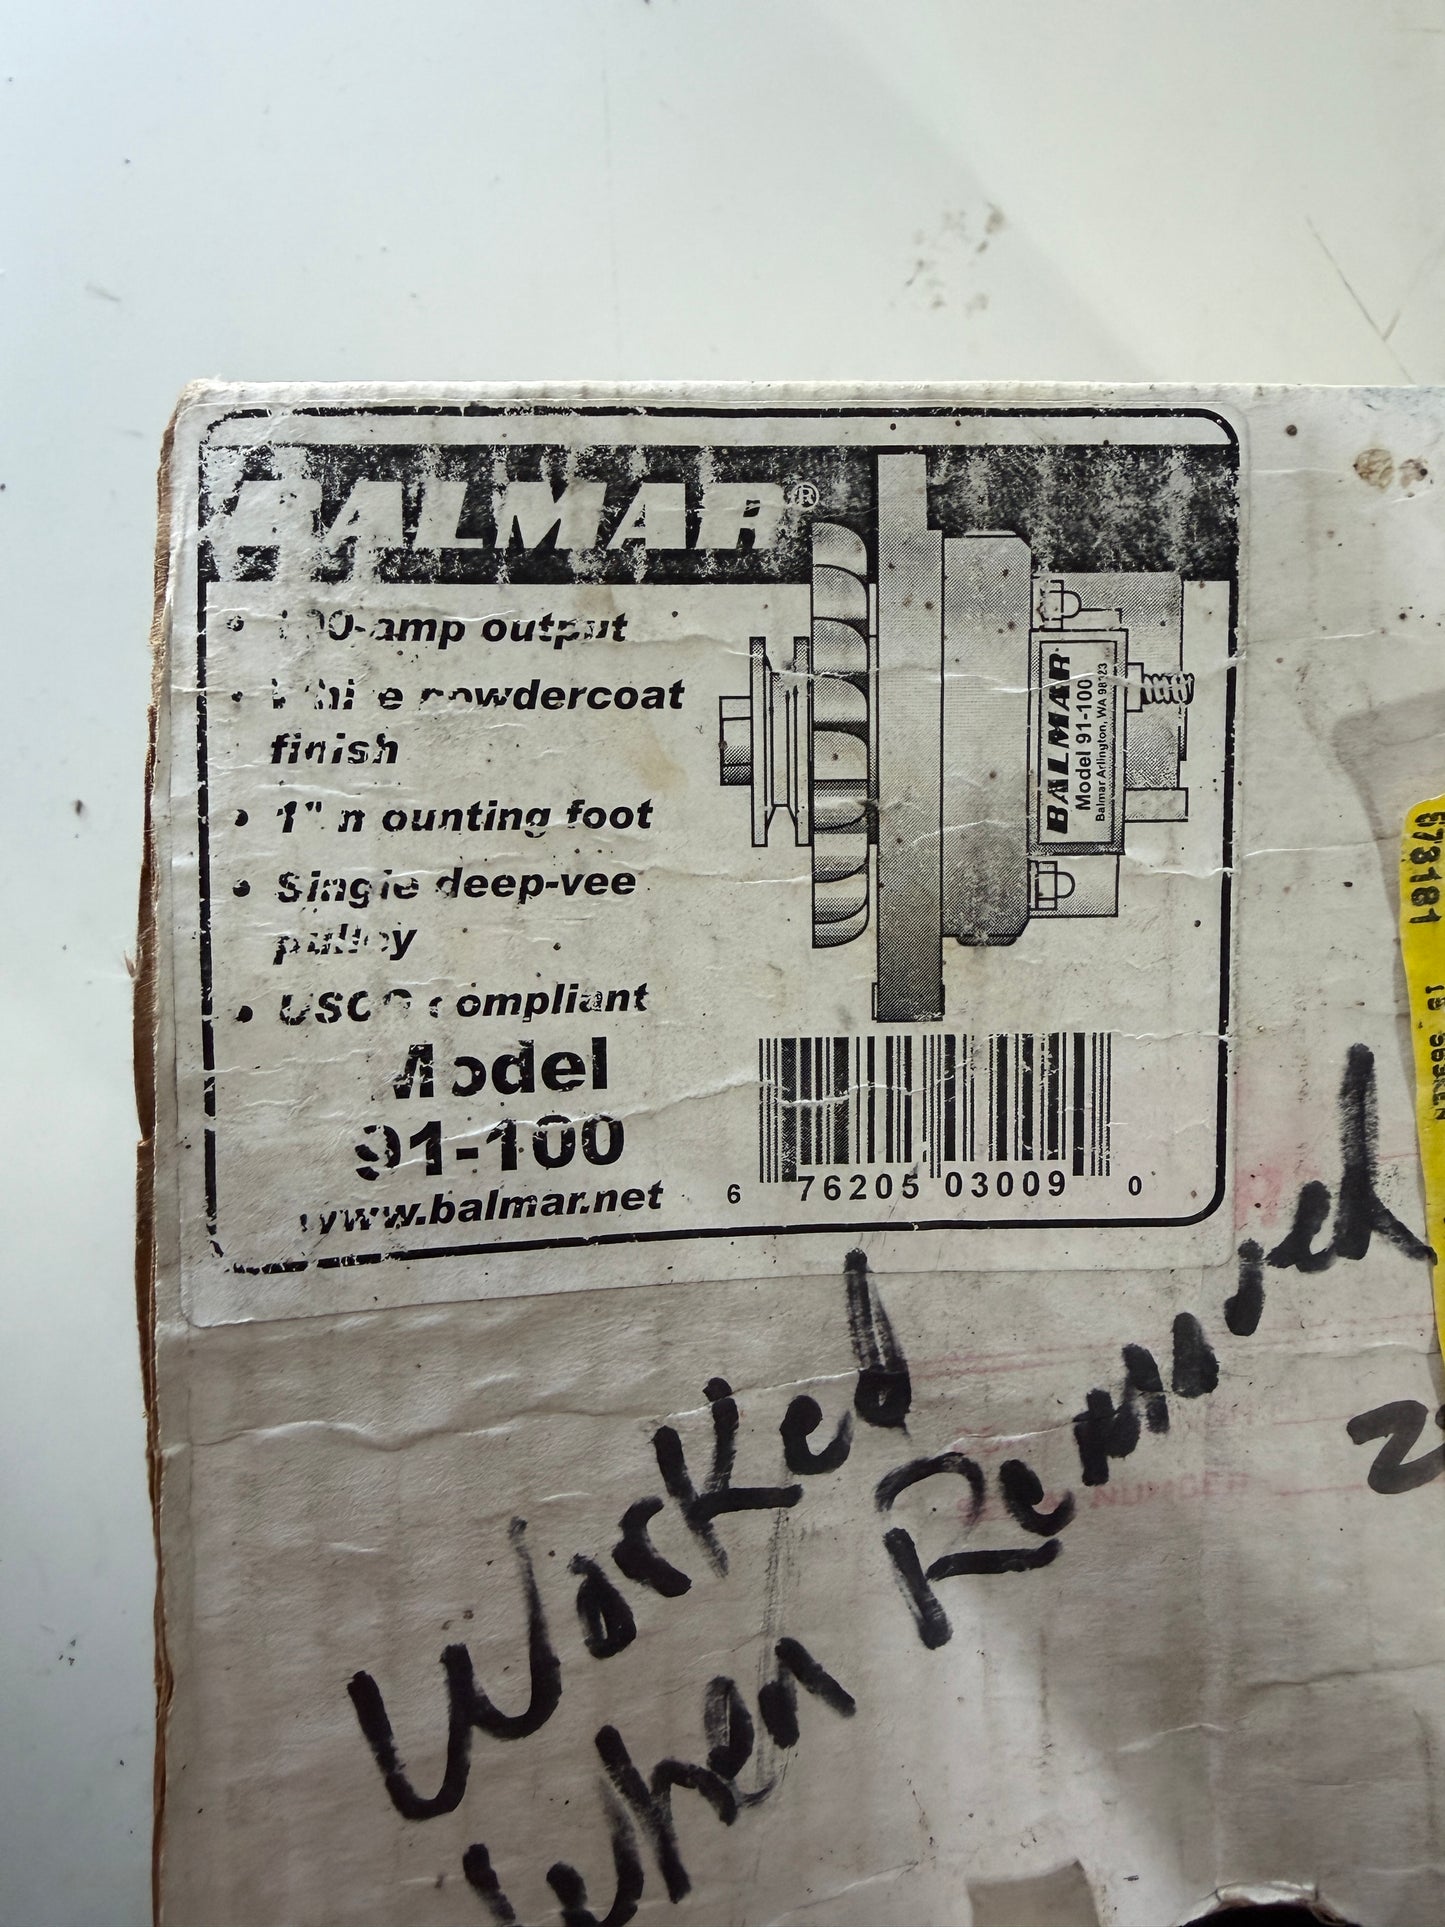 BALMAR®
• 100-amp output
• White powdercoat
finish
• 1" mounting foot
• Single deep-vee
pulley
• USCG compliant
Model
91-100
www.balmar.net
BALMAR
Model 91-100
Balmar Arlington, WA 98223
6 76205 03009 0
573181
Worked
When Removed